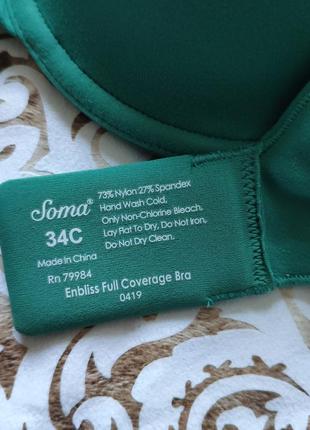 Soma®
34C
Made in China
Rn 79984
73% Nylon 27% Spandex
Hand Wash Cold,
Only Non-Chlorine Bleach.
Lay Flat To Dry, Do Not Iron,
Do Not Dry Clean.
Enbliss Full Coverage Bra
0419